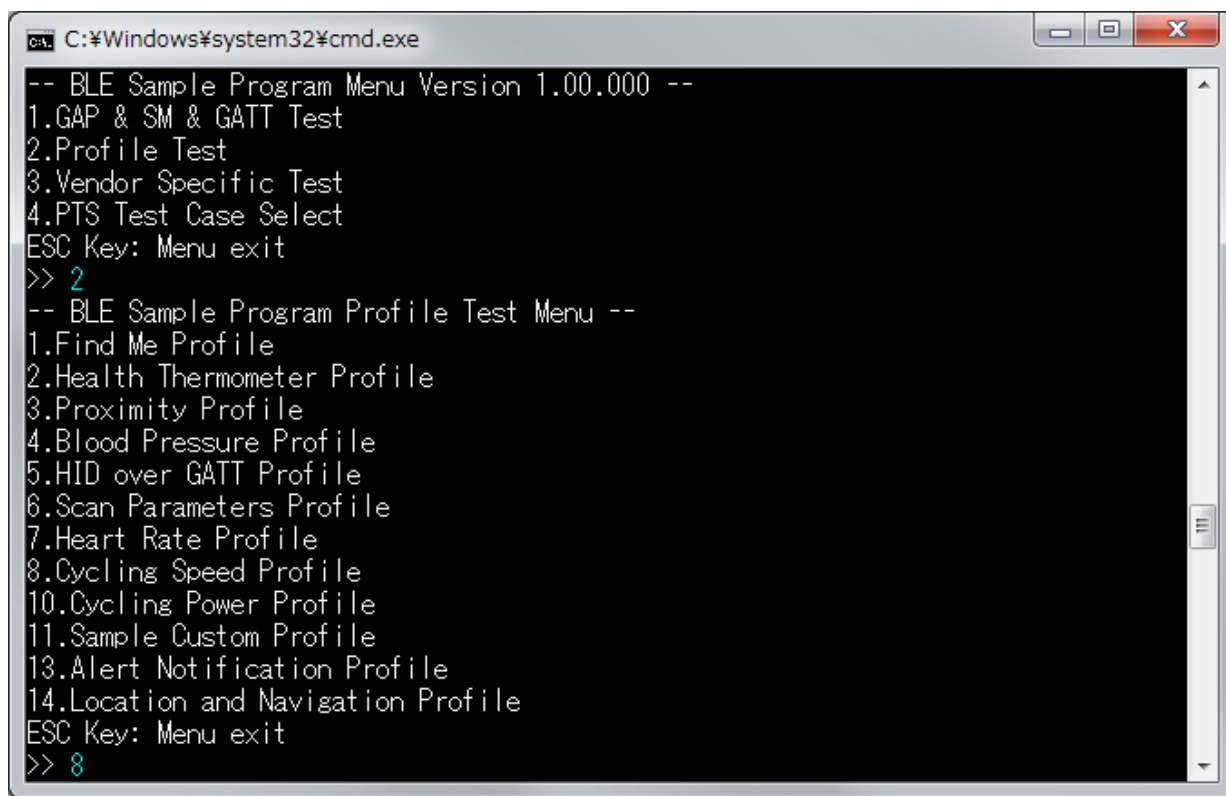 C:¥Windows¥system32¥cmd.exe
-- BLE Sample Program Menu Version 1.00.000 --
1.GAP & SM & GATT Test
2.Profile Test
3.Vendor Specific Test
4.PTS Test Case Select
ESC Key: Menu exit
>> 2
-- BLE Sample Program Profile Test Menu --
1.Find Me Profile
2.Health Thermometer Profile
3.Proximity Profile
4.Blood Pressure Profile
5.HID over GATT Profile
6.Scan Parameters Profile
7.Heart Rate Profile
8.Cycling Speed Profile
10.Cycling Power Profile
11.Sample Custom Profile
13.Alert Notification Profile
14.Location and Navigation Profile
ESC Key: Menu exit
>> 8